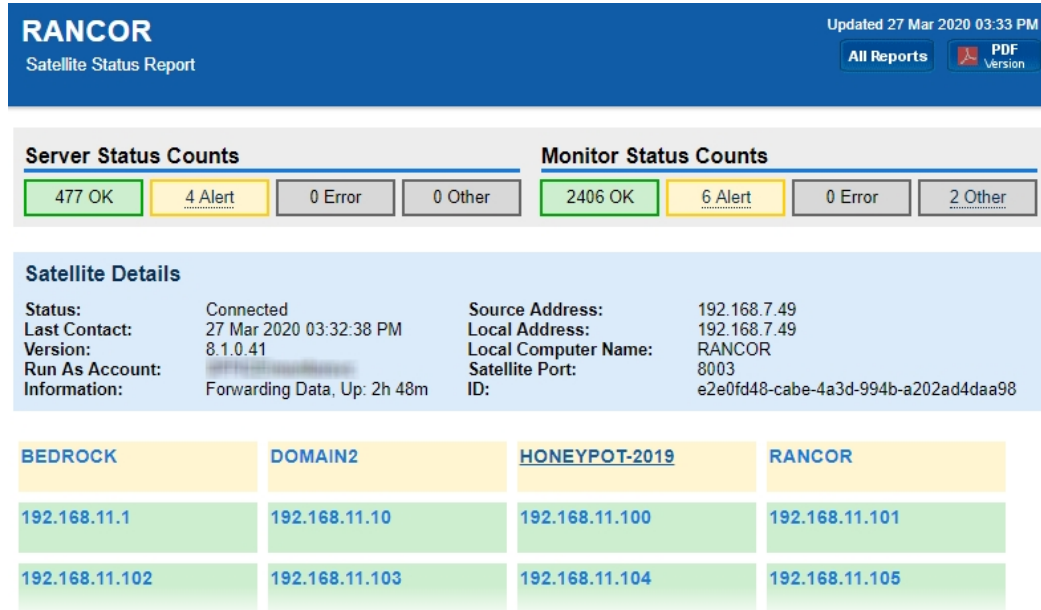 RANCOR
Updated 27 Mar 2020 03:33 PM
Satellite Status Report
All Reports
PDF
Version
Server Status Counts
Monitor Status Counts
477 OK 4 Alert 0 Error 0 Other
2406 OK 6 Alert 0 Error 2 Other
Satellite Details
Status: Connected Source Address: 192.168.7.49
Last Contact: 27 Mar 2020 03:32:38 PM Local Address: 192.168.7.49
Version: 8.1.0.41 Local Computer Name: RANCOR
Run As Account: Satellite Port: 8003
Information: Forwarding Data, Up: 2h 48m ID: e2e0fd48-cabe-4a3d-994b-a202ad4daa98
BEDROCK DOMAIN2 HONEYPOT-2019 RANCOR
192.168.11.1 192.168.11.10 192.168.11.100 192.168.11.101
192.168.11.102 192.168.11.103 192.168.11.104 192.168.11.105